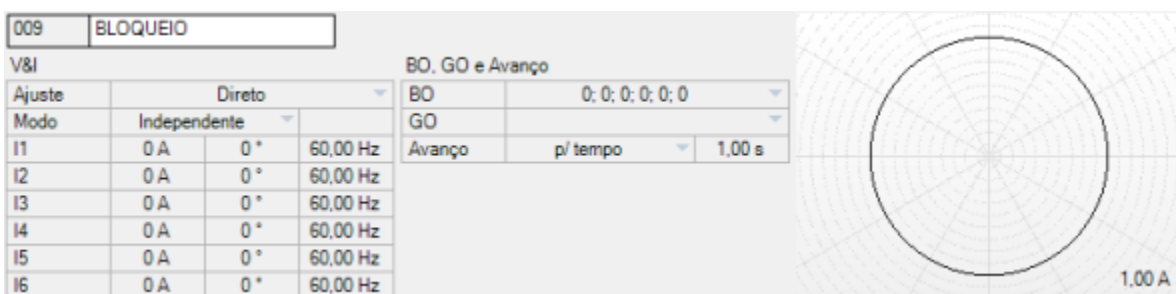 009 BLOQUEIO
V&I BO, GO e Avanço
Ajuste Direto BO 0; 0; 0; 0; 0; 0
Modo Independente GO
I1 0 A 0 ° 60,00 Hz Avanço p/ tempo 1,00 s
I2 0 A 0 ° 60,00 Hz
I3 0 A 0 ° 60,00 Hz
I4 0 A 0 ° 60,00 Hz
I5 0 A 0 ° 60,00 Hz
I6 0 A 0 ° 60,00 Hz 1,00 A